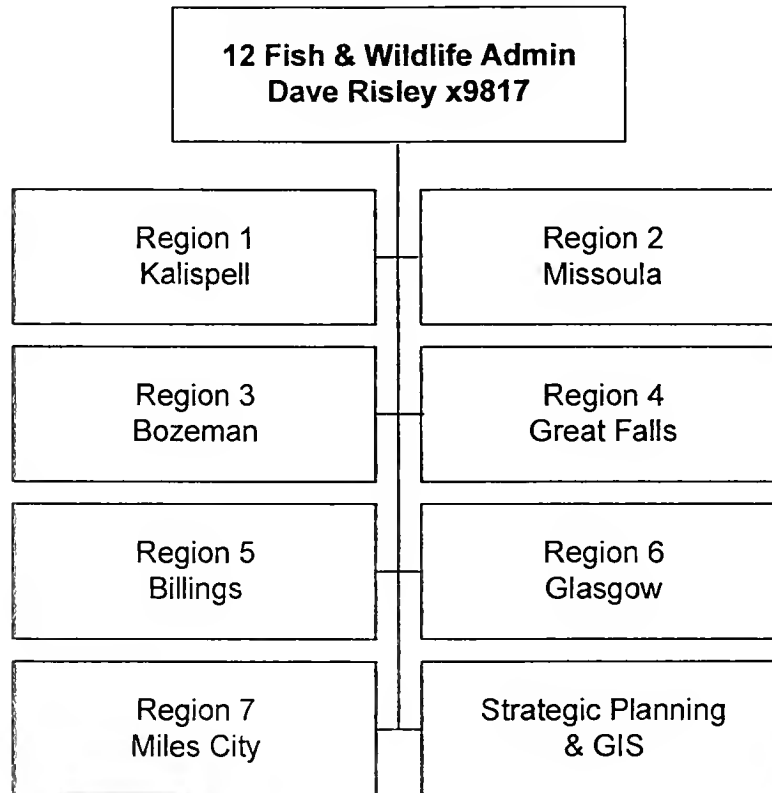 12 Fish & Wildlife Admin
Dave Risley x9817
Region 1
Kalispell
Region 2
Missoula
Region 3
Bozeman
Region 4
Great Falls
Region 5
Billings
Region 6
Glasgow
Region 7
Miles City
Strategic Planning
& GIS